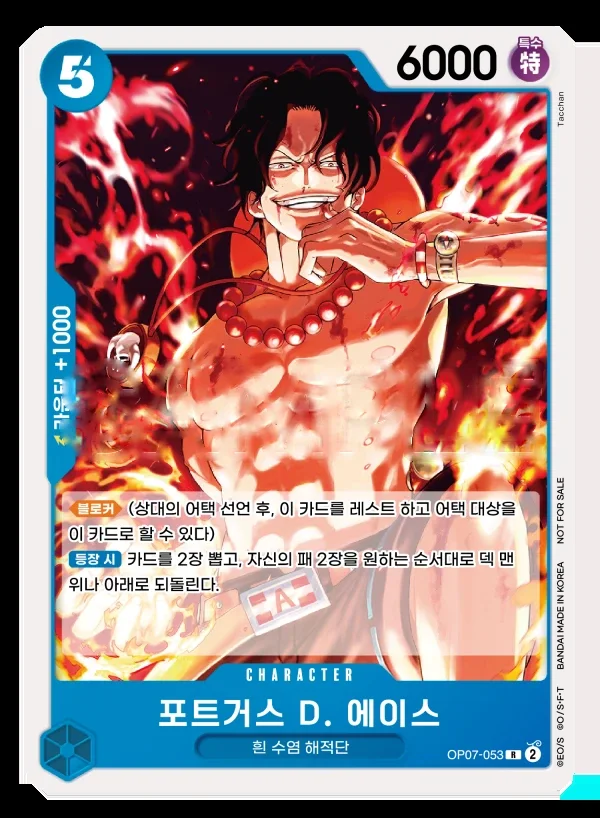 5
6000
특수
特
Tacchan
카운터 +1000
블로커 (상대의 어택 선언 후, 이 카드를 레스트 하고 어택 대상을
이 카드로 할 수 있다)
등장 시 카드를 2장 뽑고, 자신의 패 2장을 원하는 순서대로 덱 맨
위나 아래로 되돌린다.
A
CHARACTER
포트거스 D. 에이스
흰 수염 해적단
OP07-053 R 2
©EO/S ©O/S·F·T BANDAI MADE IN KOREA NOT FOR SALE